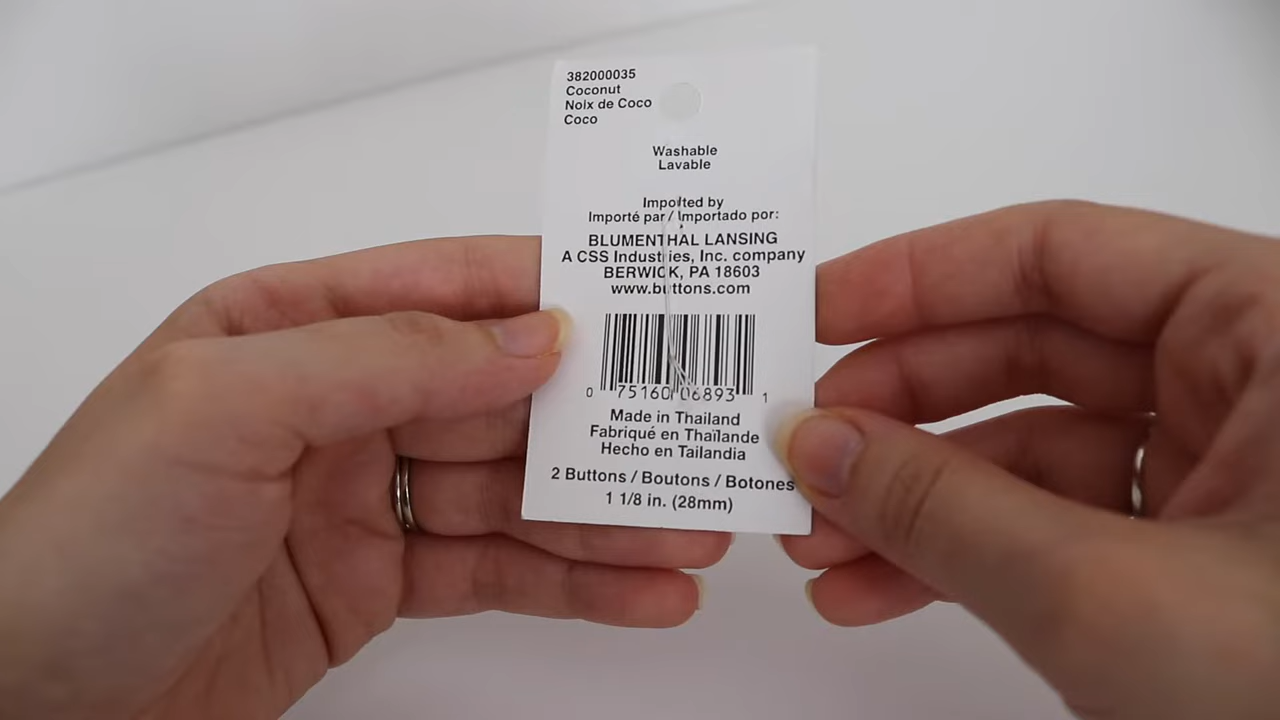 382000035
Coconut
Noix de Coco
Coco
Washable
Lavable
Imported by
Importé par / Importado por:
BLUMENTHAL LANSING
A CSS Industries, Inc. company
BERWICK, PA 18603
www.buttons.com
0 75160 06893 1
Made in Thailand
Fabriqué en Thaïlande
Hecho en Tailandia
2 Buttons / Boutons / Botones
1 1/8 in. (28mm)